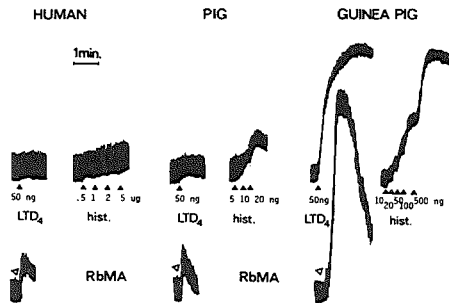 HUMAN PIG GUINEA PIG
1min.
50 ng .5 1 2 5 ug 50 ng 5 10 20 ng 50ng 10 20 50 100 500 ng
LTD4 hist. LTD4 hist. LTD4 hist.
RbMA RbMA